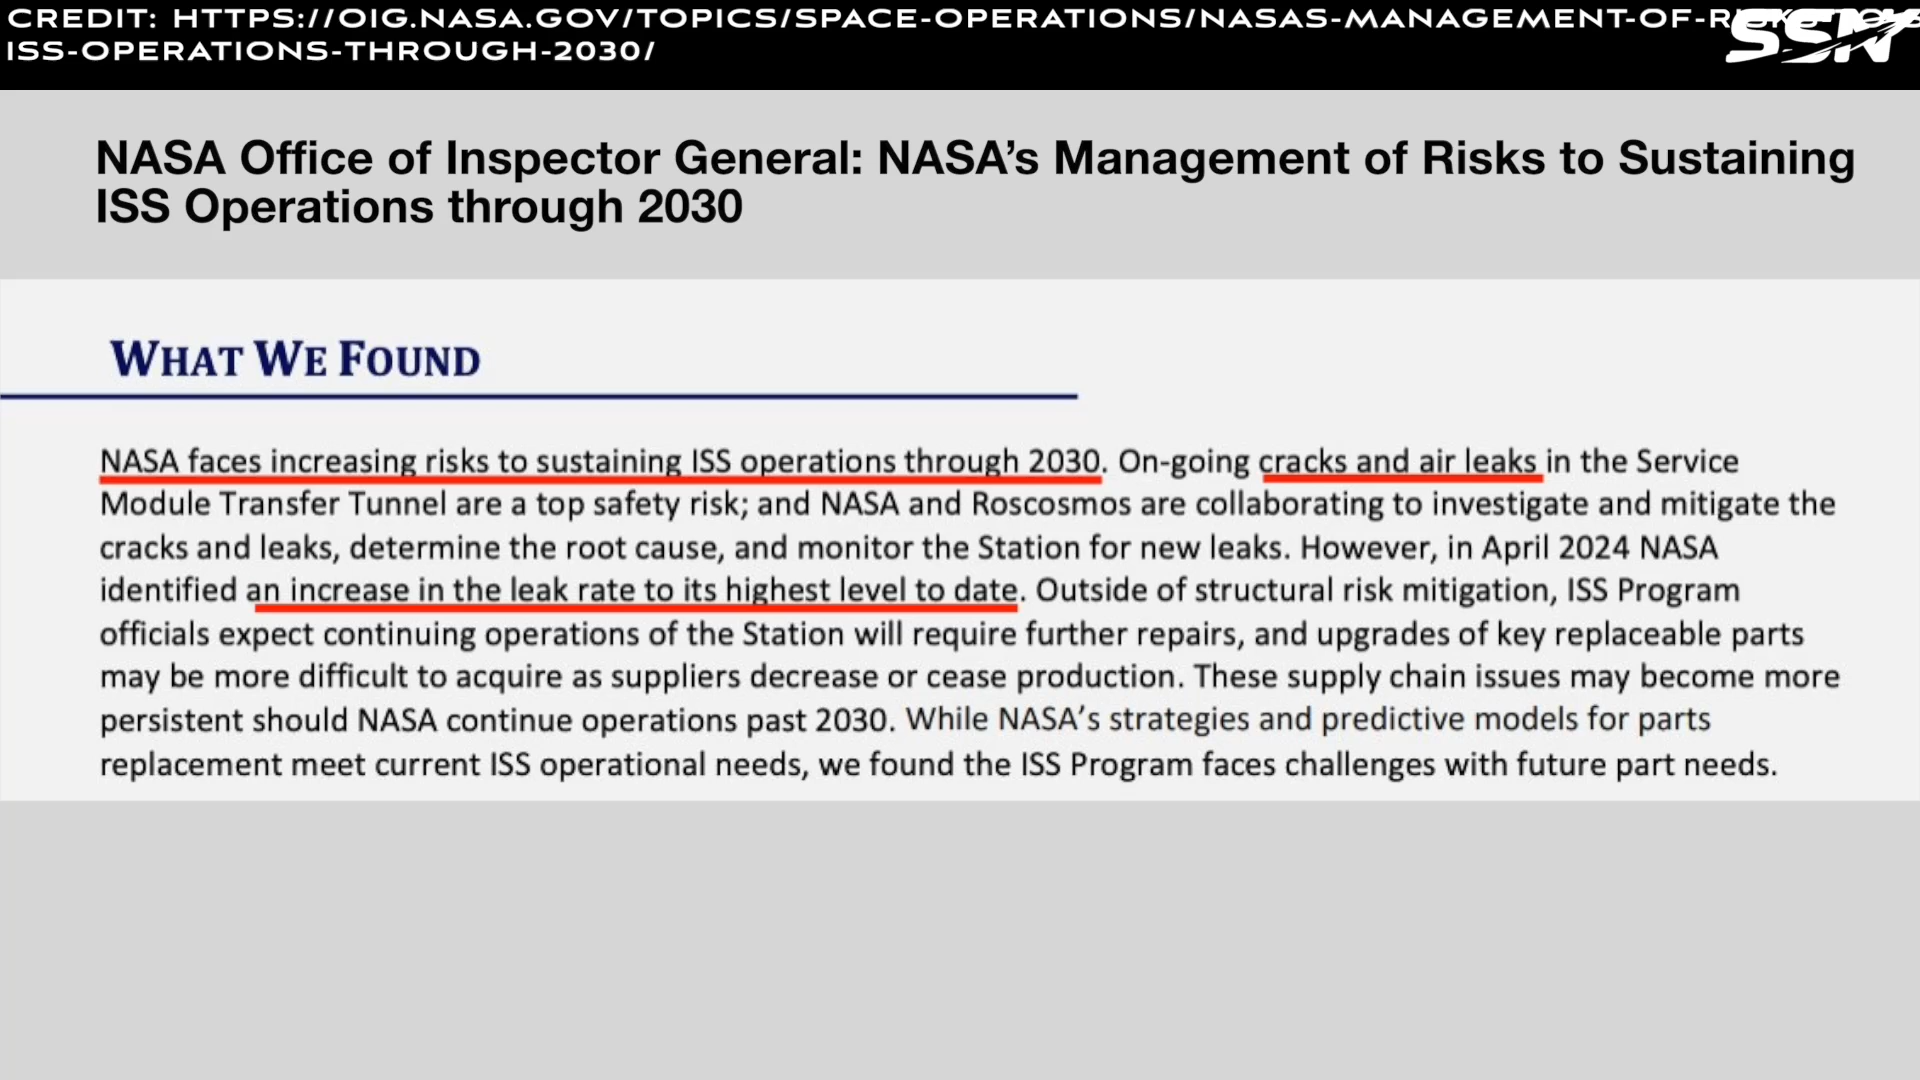 CREDIT: HTTPS://OIG.NASA.GOV/TOPICS/SPACE-OPERATIONS/NASAS-MANAGEMENT-OF-
SSN
ISS-OPERATIONS-THROUGH-2030/
NASA Office of Inspector General: NASA’s Management of Risks to Sustaining
ISS Operations through 2030
WHAT WE FOUND
NASA faces increasing risks to sustaining ISS operations through 2030. On-going cracks and air leaks in the Service
Module Transfer Tunnel are a top safety risk; and NASA and Roscosmos are collaborating to investigate and mitigate the
cracks and leaks, determine the root cause, and monitor the Station for new leaks. However, in April 2024 NASA
identified an increase in the leak rate to its highest level to date. Outside of structural risk mitigation, ISS Program
officials expect continuing operations of the Station will require further repairs, and upgrades of key replaceable parts
may be more difficult to acquire as suppliers decrease or cease production. These supply chain issues may become more
persistent should NASA continue operations past 2030. While NASA’s strategies and predictive models for parts
replacement meet current ISS operational needs, we found the ISS Program faces challenges with future part needs.